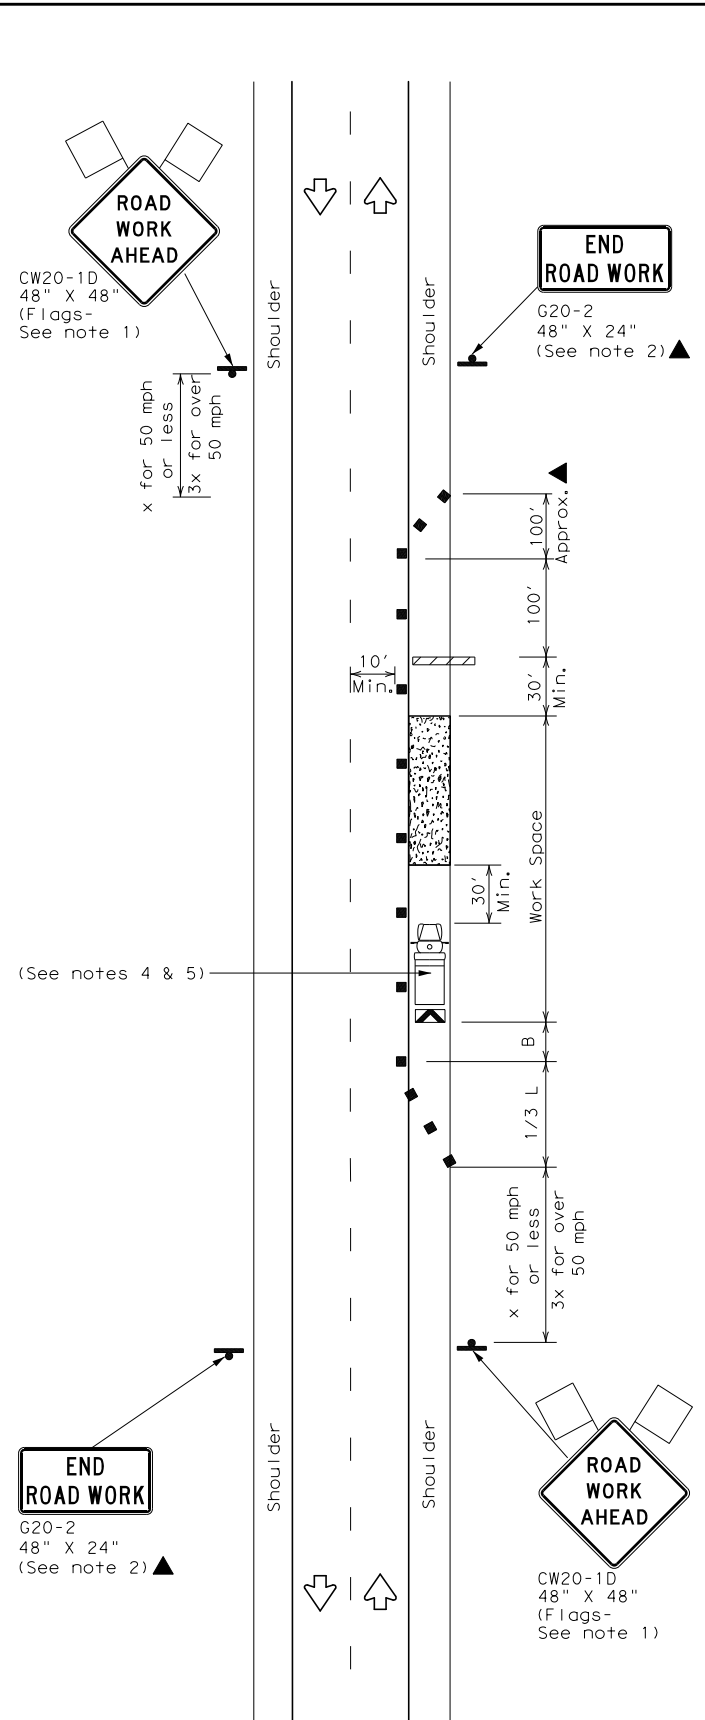 ROAD
WORK
AHEAD
CW20-1D
48" X 48"
(Flags-
See note 1)
END
ROAD WORK
G20-2
48" X 24"
(See note 2)▲
Shoulder
Shoulder
x for 50 mph
or less
3x for over
50 mph
100'
Approx.▲
100'
10'
Min.
30'
Min.
Work Space
30'
Min.
(See notes 4 & 5)
B
1/3 L
x for 50 mph
or less
3x for over
50 mph
END
ROAD WORK
G20-2
48" X 24"
(See note 2)▲
Shoulder
Shoulder
ROAD
WORK
AHEAD
CW20-1D
48" X 48"
(Flags-
See note 1)